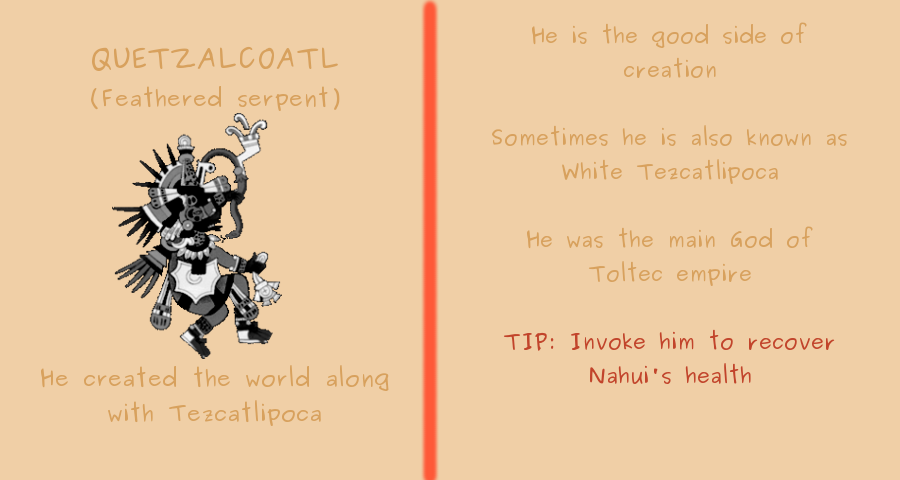 QUETZALCOATL
(Feathered serpent)
He created the world along
with Tezcatlipoca
He is the good side of
creation
Sometimes he is also known as
White Tezcatlipoca
He was the main God of
Toltec empire
TIP: Invoke him to recover
Nahui's health